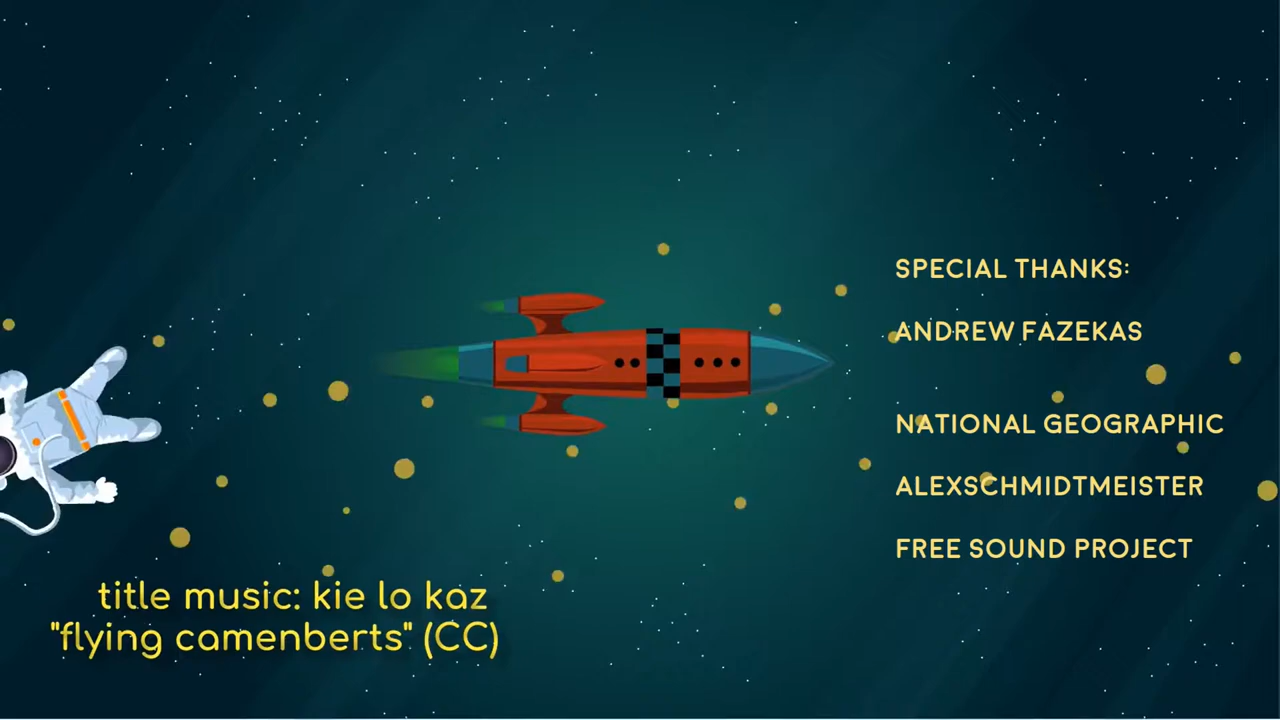 SPECIAL THANKS:
ANDREW FAZEKAS
NATIONAL GEOGRAPHIC
ALEXSCHMIDTMEISTER
FREE SOUND PROJECT
title music: kie lo kaz
"flying camenberts" (CC)